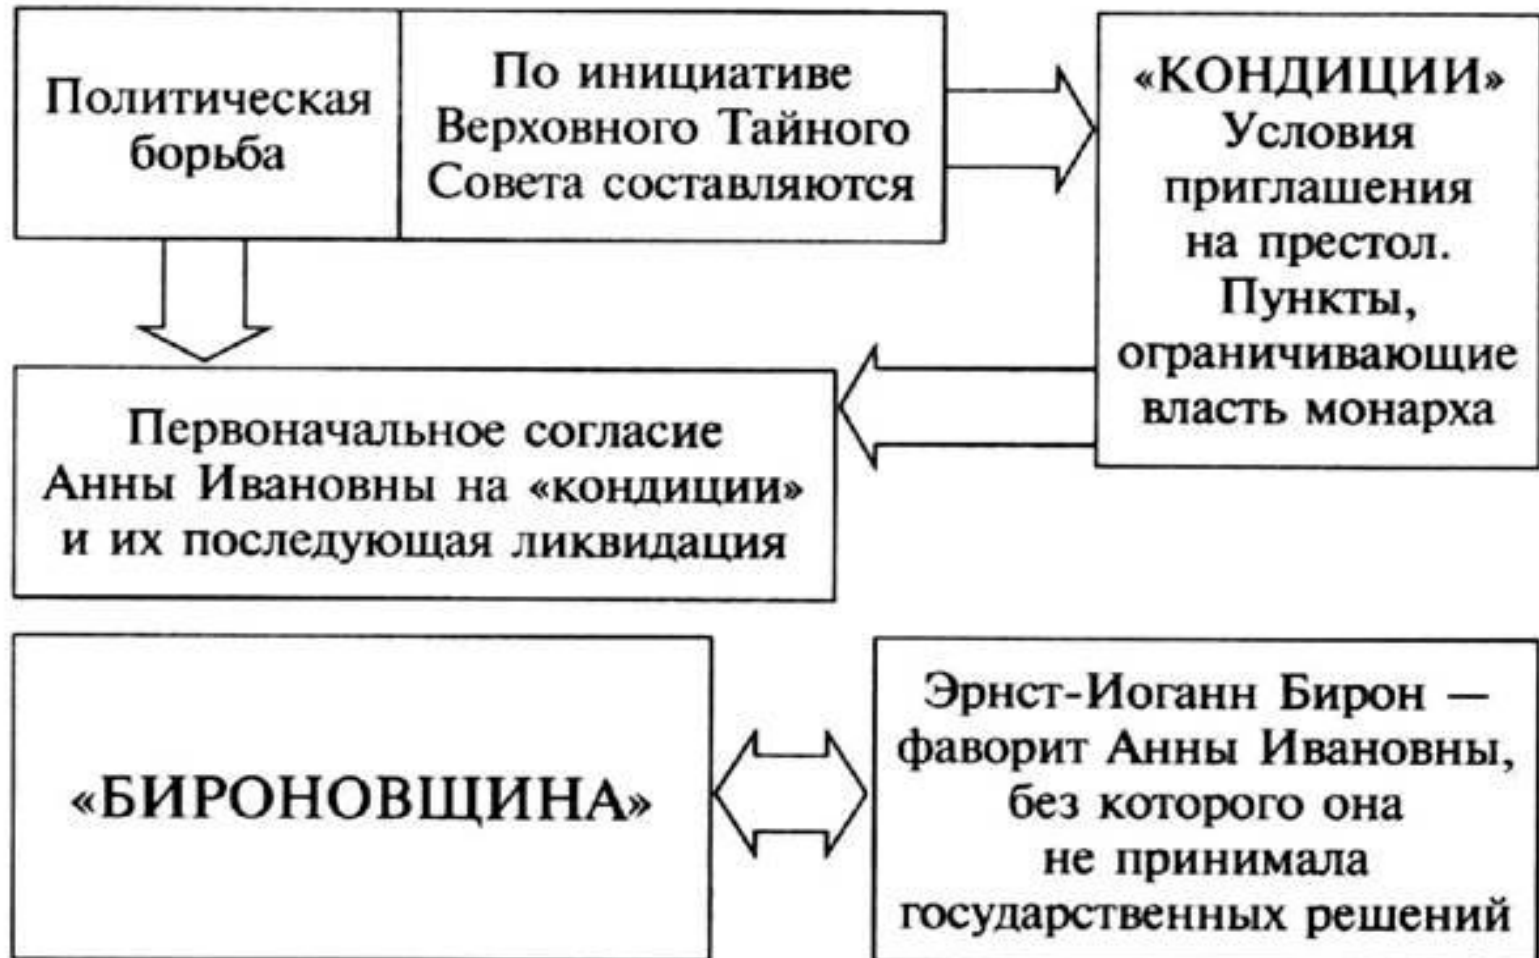 Политическая
борьба
По инициативе
Верховного Тайного
Совета составляются
«КОНДИЦИИ»
Условия
приглашения
на престол.
Пункты,
ограничивающие
власть монарха
Первоначальное согласие
Анны Ивановны на «кондиции»
и их последующая ликвидация
«БИРОНОВЩИНА»
Эрнст-Иоганн Бирон —
фаворит Анны Ивановны,
без которого она
не принимала
государственных решений